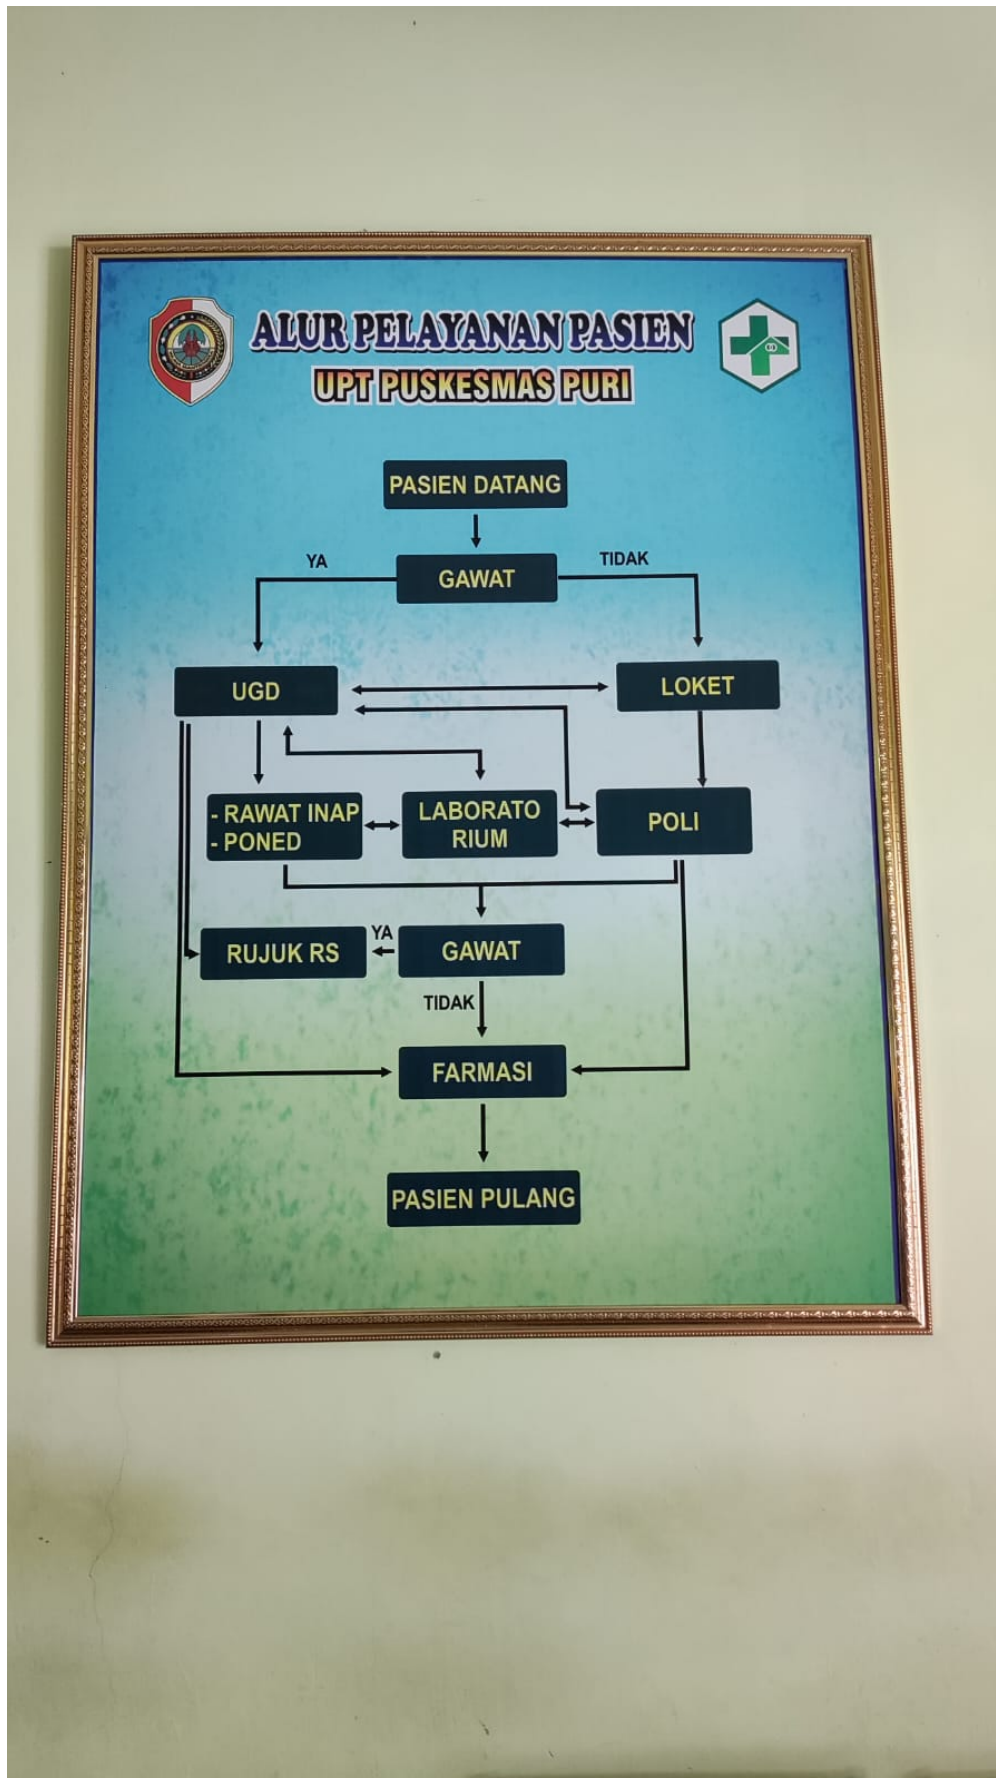 ALUR PELAYANAN PASIEN
UPT PUSKESMAS PURI
PASIEN DATANG
GAWAT
YA
TIDAK
UGD
LOKET
- RAWAT INAP
- PONED
LABORATO
RIUM
POLI
RUJUK RS
YA
GAWAT
TIDAK
FARMASI
PASIEN PULANG